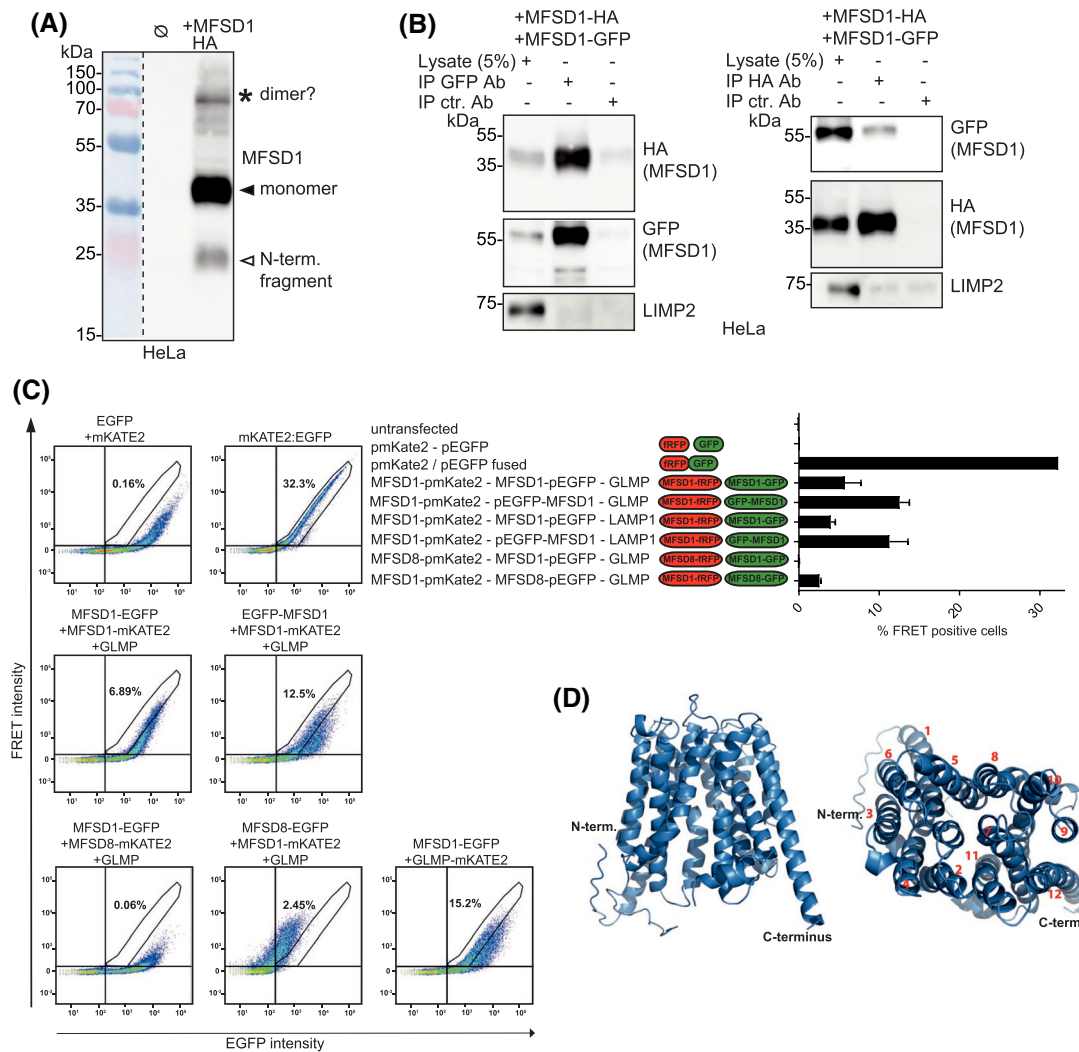 (A)
kDa
∅
+MFSD1
HA
150
100
70
55
35
25
15
* dimer?
MFSD1
monomer
N-term.
fragment
HeLa
(B)
+MFSD1-HA
+MFSD1-GFP
Lysate (5%) + - -
IP GFP Ab - + -
IP ctr. Ab - - +
kDa
55
35
HA
(MFSD1)
55
GFP
(MFSD1)
75
LIMP2
+MFSD1-HA
+MFSD1-GFP
Lysate (5%) + - -
IP HA Ab - + -
IP ctr. Ab - - +
kDa
55
GFP
(MFSD1)
55
35
HA
(MFSD1)
75
LIMP2
HeLa
(C)
FRET intensity
EGFP intensity
EGFP
+mKATE2
0.16%
mKATE2:EGFP
32.3%
MFSD1-EGFP
+MFSD1-mKATE2
+GLMP
6.89%
EGFP-MFSD1
+MFSD1-mKATE2
+GLMP
12.5%
MFSD1-EGFP
+MFSD8-mKATE2
+GLMP
0.06%
MFSD8-EGFP
+MFSD1-mKATE2
+GLMP
2.45%
MFSD1-EGFP
+GLMP-mKATE2
15.2%
untransfected
pmKate2 - pEGFP fRFP GFP
pmKate2 / pEGFP fused fRFP GFP
MFSD1-pmKate2 - MFSD1-pEGFP - GLMP MFSD1-fRFP MFSD1-GFP
MFSD1-pmKate2 - pEGFP-MFSD1 - GLMP MFSD1-fRFP GFP-MFSD1
MFSD1-pmKate2 - MFSD1-pEGFP - LAMP1 MFSD1-fRFP MFSD1-GFP
MFSD1-pmKate2 - pEGFP-MFSD1 - LAMP1 MFSD1-fRFP GFP-MFSD1
MFSD8-pmKate2 - MFSD1-pEGFP - GLMP MFSD8-fRFP MFSD1-GFP
MFSD1-pmKate2 - MFSD8-pEGFP - GLMP MFSD1-fRFP MFSD8-GFP
0 10 20 30
% FRET positive cells
(D)
N-term.
C-terminus
1
6
5
8
10
3
N-term.
7
9
11
2
4
12
C-term